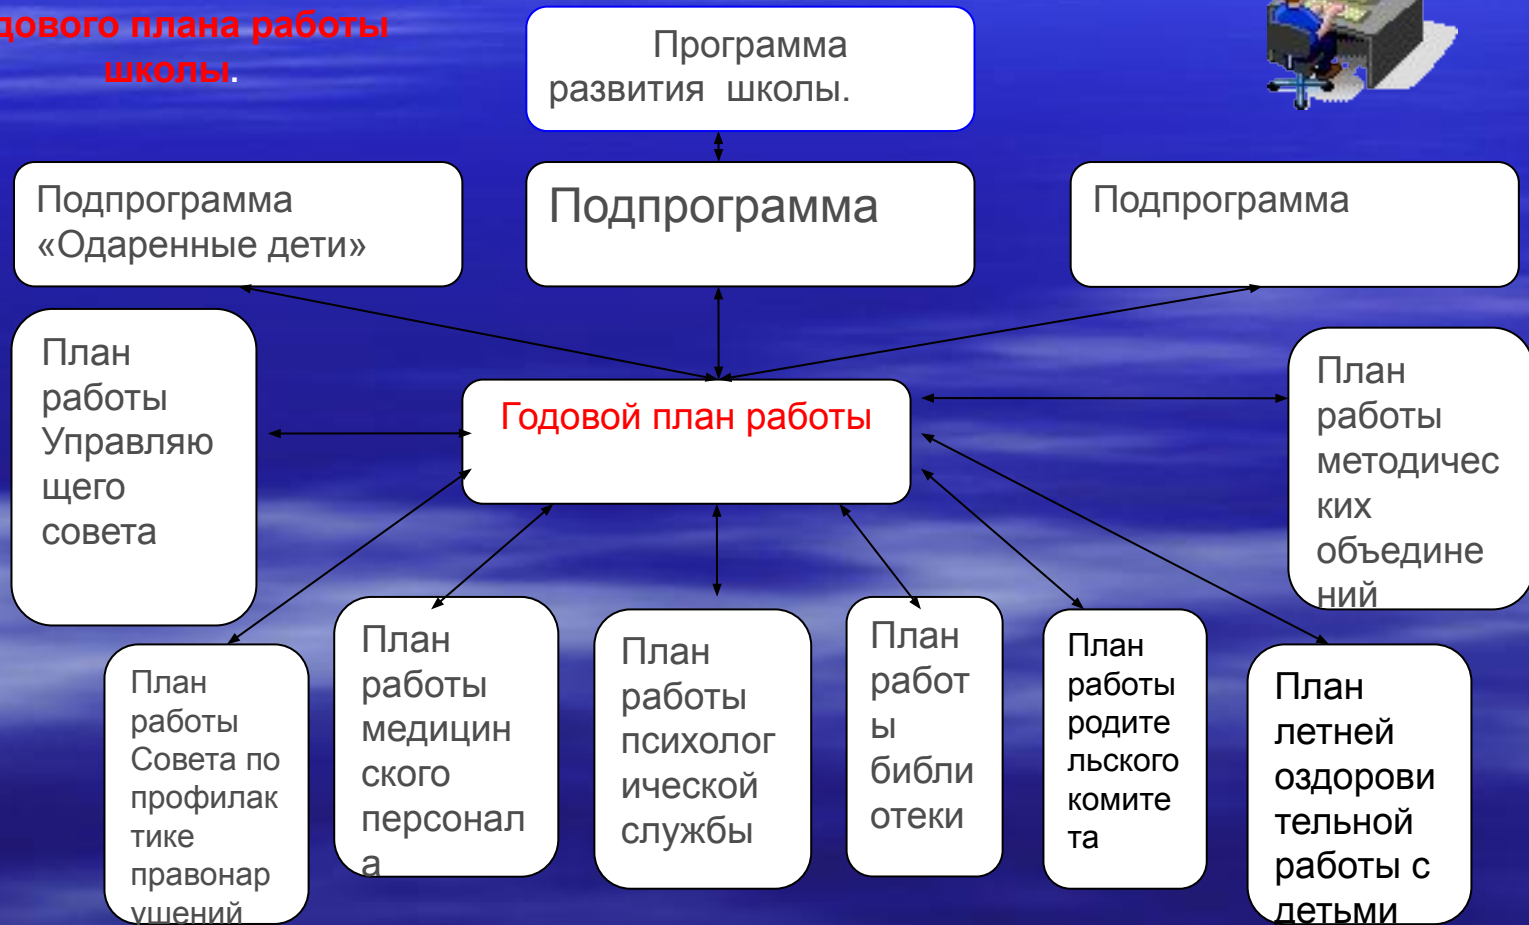 дового плана работы
школы.
Программа
развития школы.
Подпрограмма
«Одаренные дети»
Подпрограмма
Подпрограмма
План
работы
Управляю
щего
совета
Годовой план работы
План
работы
методичес
ких
объедине
ний
План
работы
Совета по
профилак
тике
правонар
ушений
План
работы
медицин
ского
персонал
а
План
работы
психолог
ической
службы
План
работ
ы
библи
отеки
План
работы
родите
льского
комите
та
План
летней
оздорови
тельной
работы с
детьми